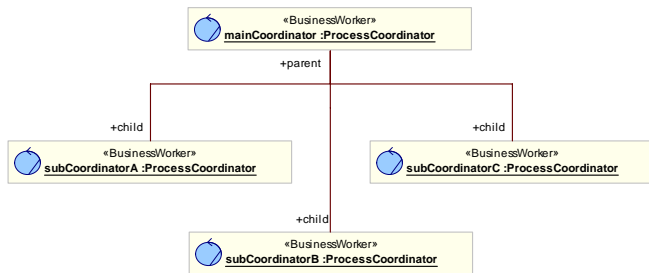 «BusinessWorker»
mainCoordinator :ProcessCoordinator
+parent
+child
+child
«BusinessWorker»
subCoordinatorA :ProcessCoordinator
«BusinessWorker»
subCoordinatorC :ProcessCoordinator
+child
«BusinessWorker»
subCoordinatorB :ProcessCoordinator